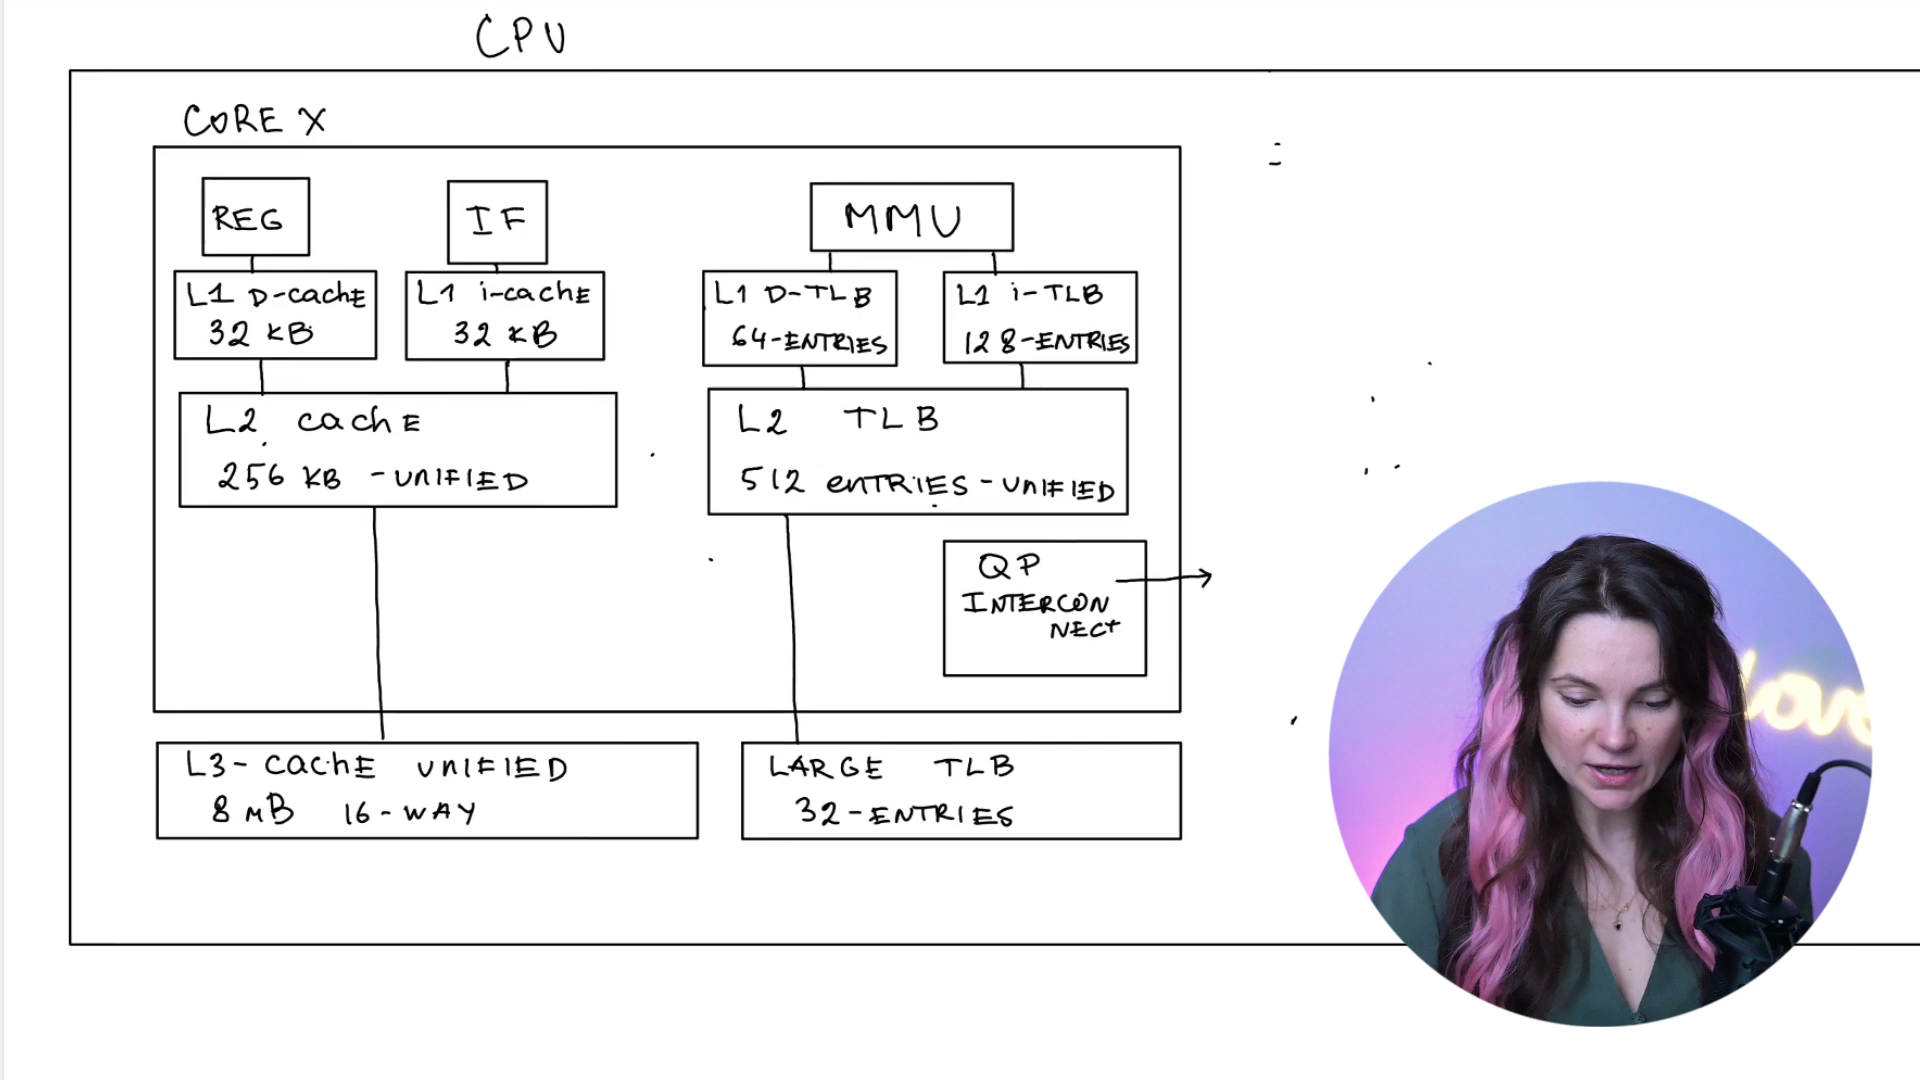 CPU
CORE X
REG
IF
MMU
L1 D-cachE
32 KB
L1 i-cachE
32 KB
L1 D-TLB
64-ENTRIES
L1 i-TLB
128-ENTRIES
L2 cachE
256 KB - UNIFIED
L2 TLB
512 ENTRIES - UNIFIED
QP
INTERCON
NECT
L3 - cachE UNIFIED
8 MB 16 - WAY
LARGE TLB
32 - ENTRIES
love